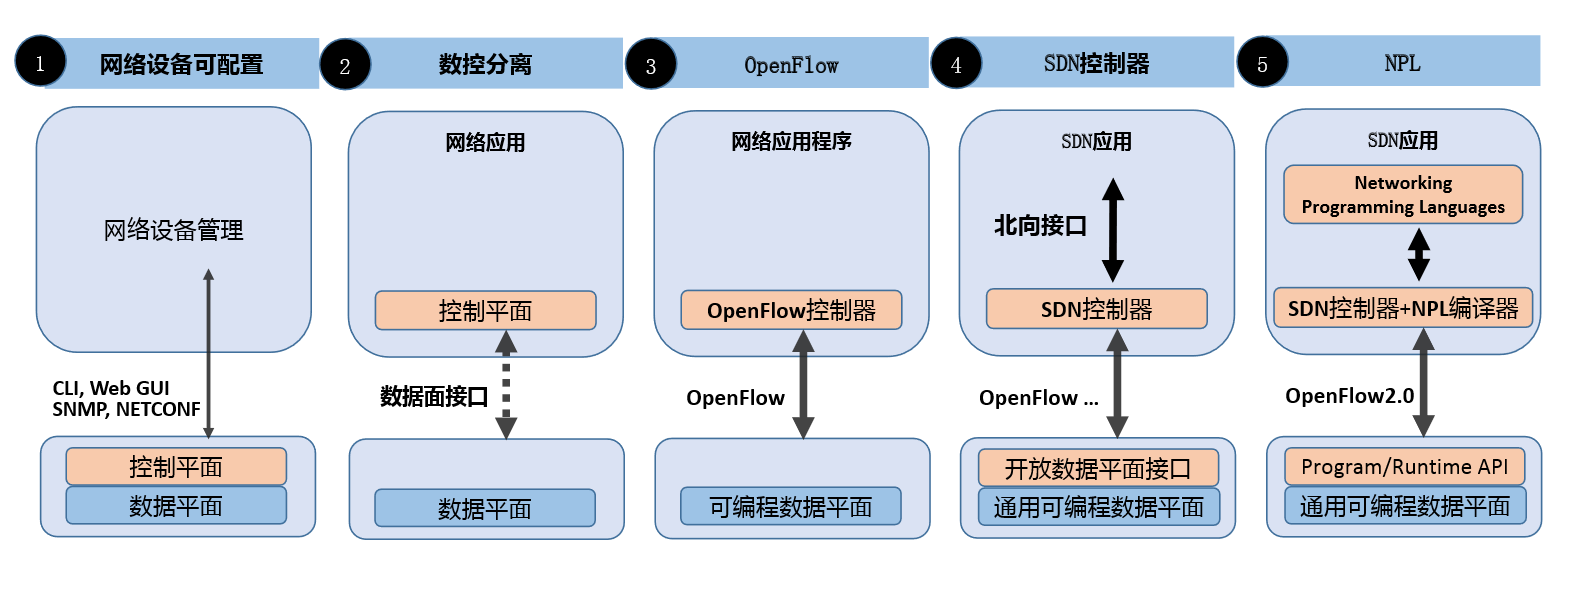 1
网络设备可配置
网络设备管理
CLI, Web GUI
SNMP, NETCONF
控制平面
数据平面
2
数控分离
网络应用
控制平面
数据面接口
数据平面
3
OpenFlow
网络应用程序
OpenFlow控制器
OpenFlow
可编程数据平面
4
SDN控制器
SDN应用
北向接口
SDN控制器
OpenFlow ...
开放数据平面接口
通用可编程数据平面
5
NPL
SDN应用
Networking
Programming Languages
SDN控制器+NPL编译器
OpenFlow2.0
Program/Runtime API
通用可编程数据平面